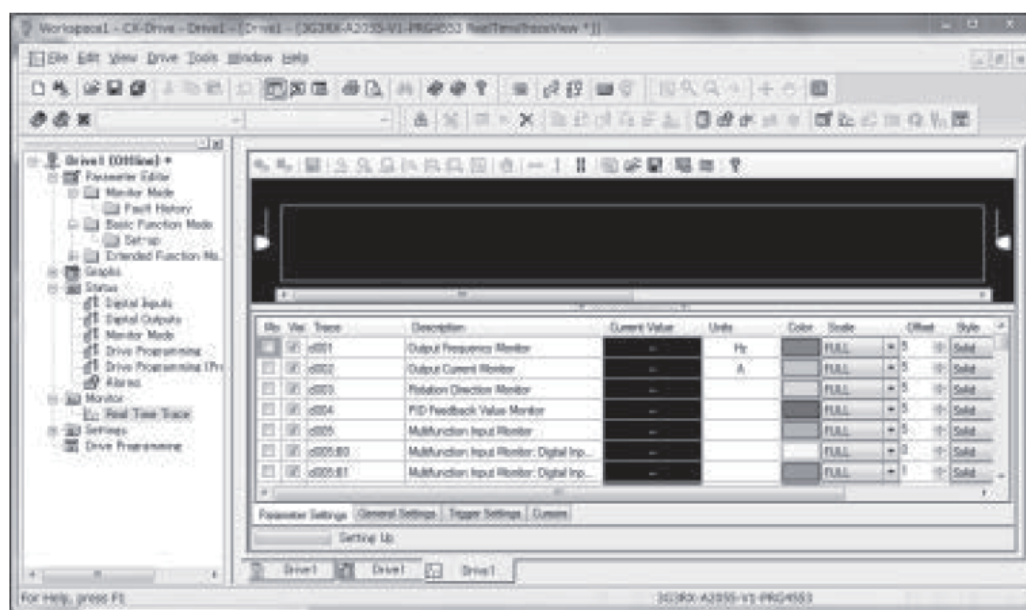 Workspace1 - CX-Drive - Drive1 - [Drive1 - (3G3RX-A2055-V1-PRG4553 RealTimeTraceView *)]
File Edit View Drive Tools Window Help
Drive1 (Offline) *
Parameter Editor
Monitor Mode
Fault History
Basic Function Mode
Set-up
Extended Function Mo.
Graphs
Status
Digital Inputs
Digital Outputs
Monitor Mode
Drive Programming
Drive Programming (Pr
Alarms
Monitor
Real Time Trace
Settings
Drive Programming
Mo Vis Trace Description Current Value Units Color Scale Offset Style
d001 Output Frequency Monitor -- Hz FULL 5 Solid
d002 Output Current Monitor -- A FULL 5 Solid
d003 Rotation Direction Monitor -- FULL 5 Solid
d004 PID Feedback Value Monitor -- FULL 5 Solid
d005 Multifunction Input Monitor -- FULL 5 Solid
d005:B0 Multifunction Input Monitor: Digital Inp... -- FULL 0 Solid
d005:B1 Multifunction Input Monitor: Digital Inp... -- FULL 1 Solid
Parameter Settings General Settings Trigger Settings Cursors
Setting Up
Drive1 Drive1 Drive1
For Help, press F1 3G3RX-A2055-V1-PRG4553